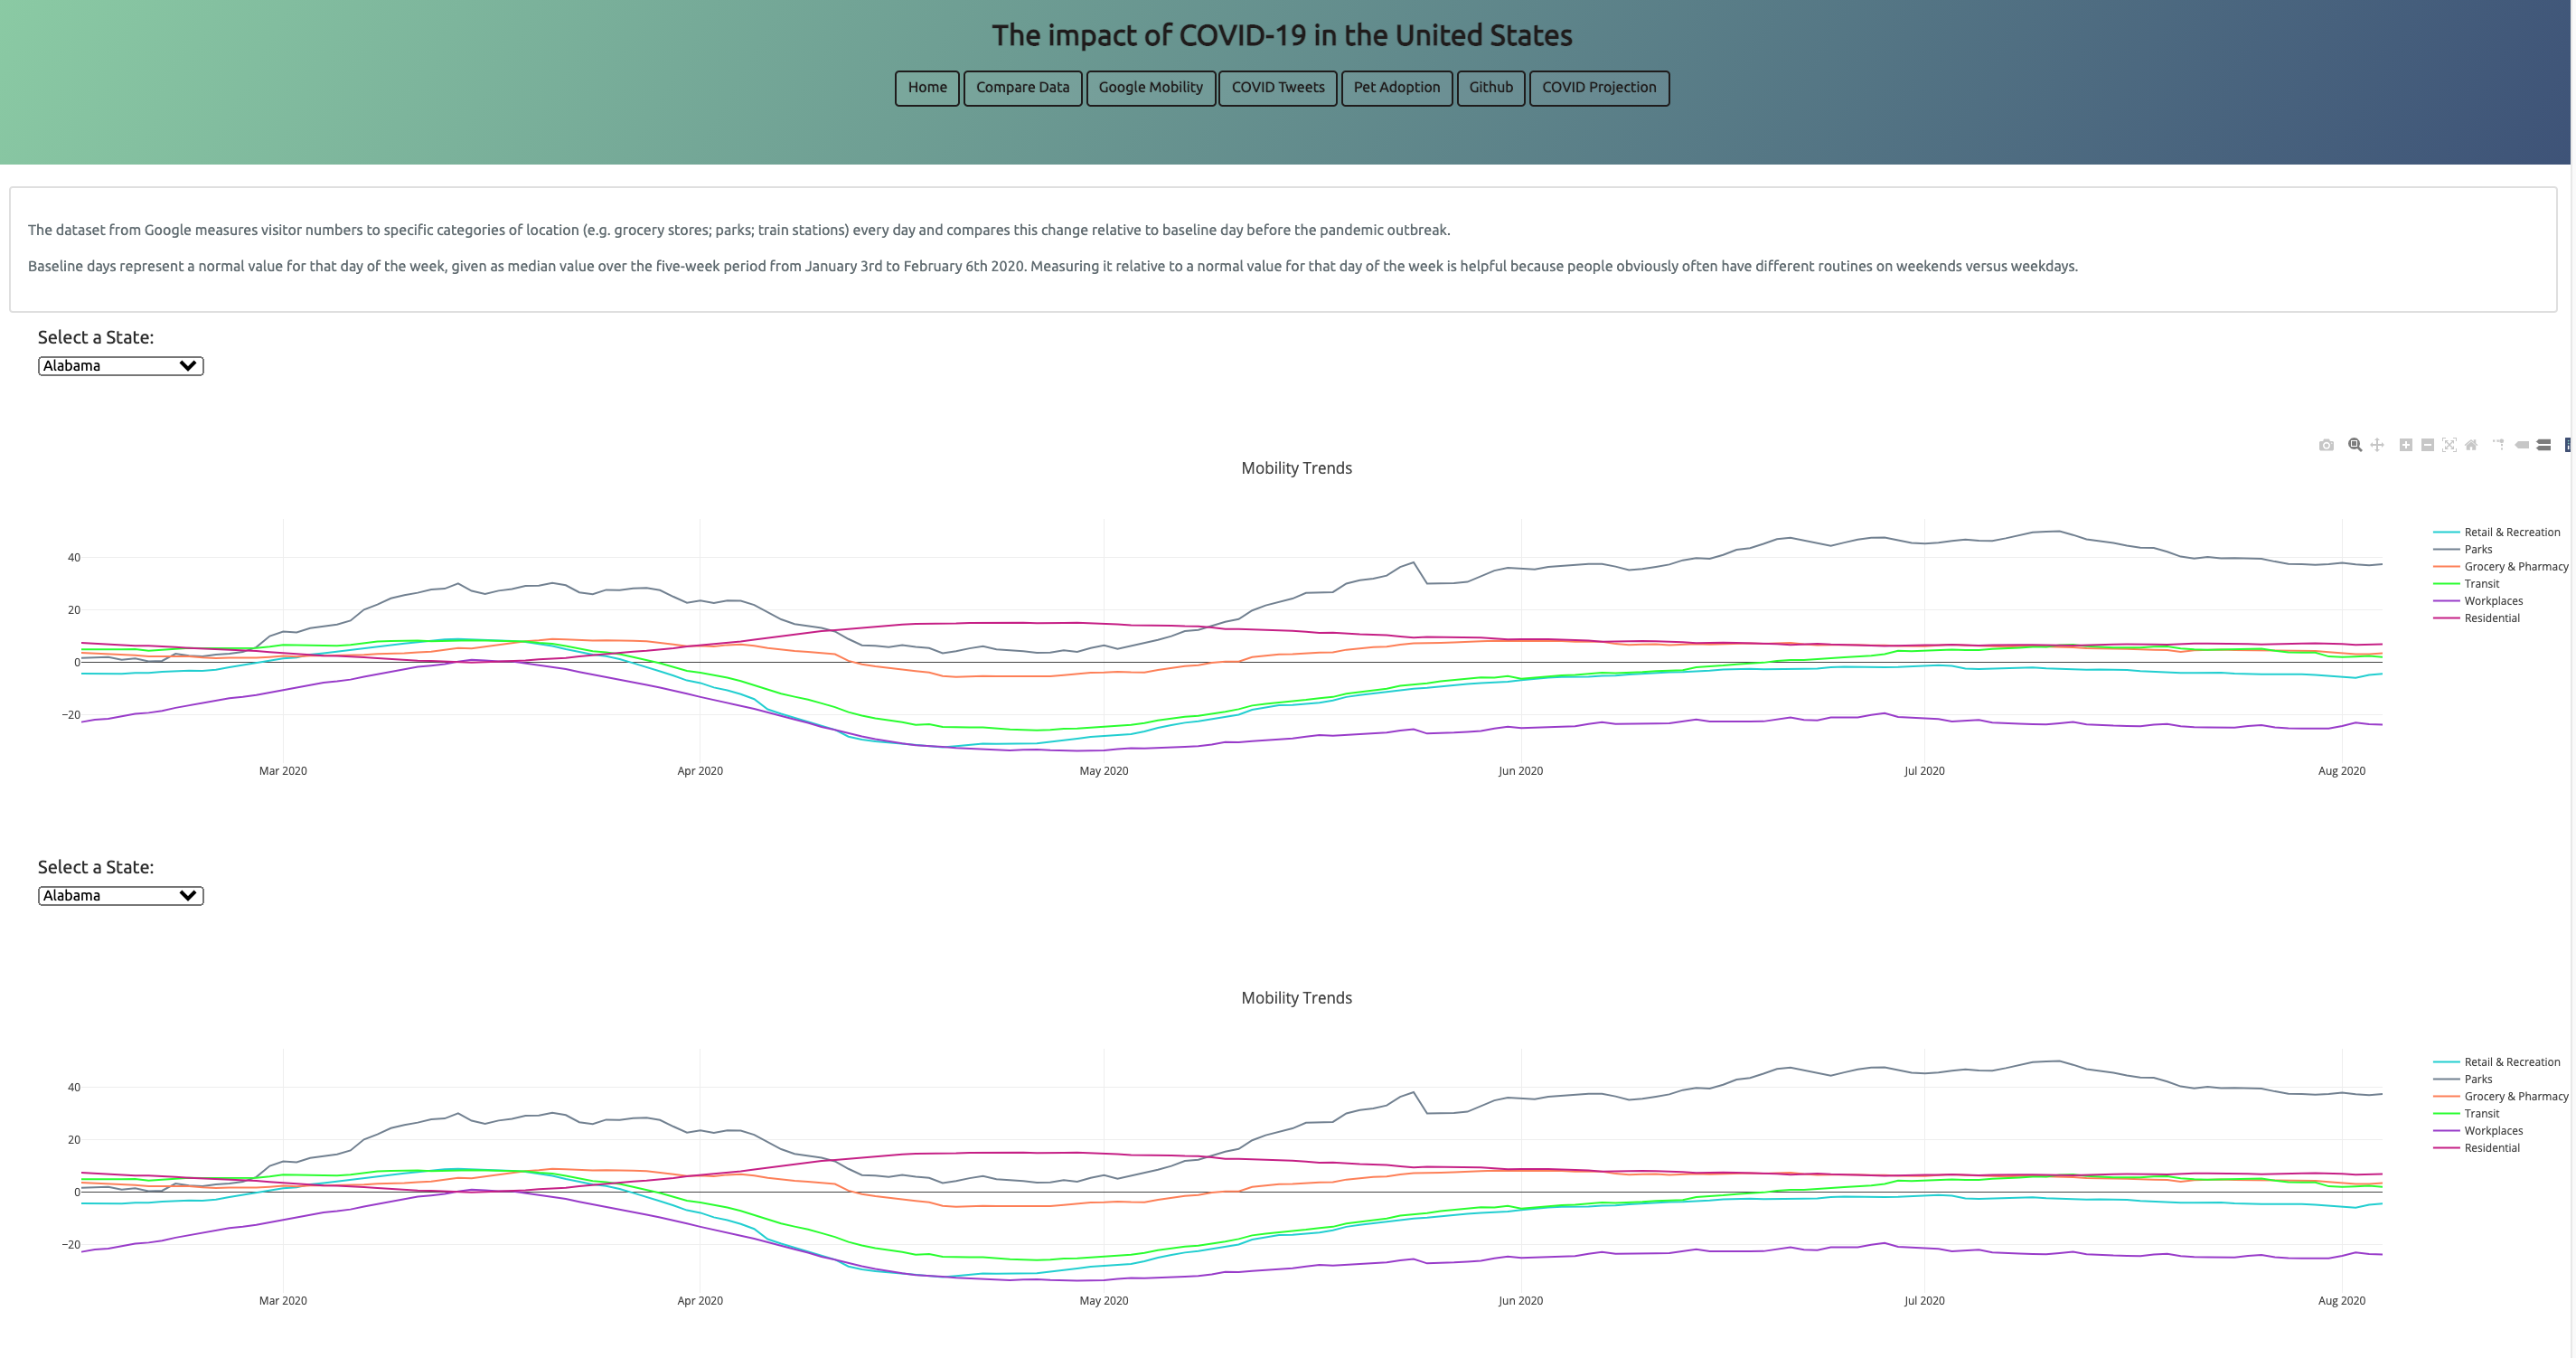 The impact of COVID-19 in the United States
Home Compare Data Google Mobility COVID Tweets Pet Adoption Github COVID Projection
The dataset from Google measures visitor numbers to specific categories of location (e.g. grocery stores; parks; train stations) every day and compares this change relative to baseline day before the pandemic outbreak.
Baseline days represent a normal value for that day of the week, given as median value over the five-week period from January 3rd to February 6th 2020. Measuring it relative to a normal value for that day of the week is helpful because people obviously often have different routines on weekends versus weekdays.
Select a State:
Alabama
Mobility Trends
40
20
0
−20
Mar 2020 Apr 2020 May 2020 Jun 2020 Jul 2020 Aug 2020
Retail & Recreation
Parks
Grocery & Pharmacy
Transit
Workplaces
Residential
Select a State:
Alabama
Mobility Trends
40
20
0
−20
Mar 2020 Apr 2020 May 2020 Jun 2020 Jul 2020 Aug 2020
Retail & Recreation
Parks
Grocery & Pharmacy
Transit
Workplaces
Residential